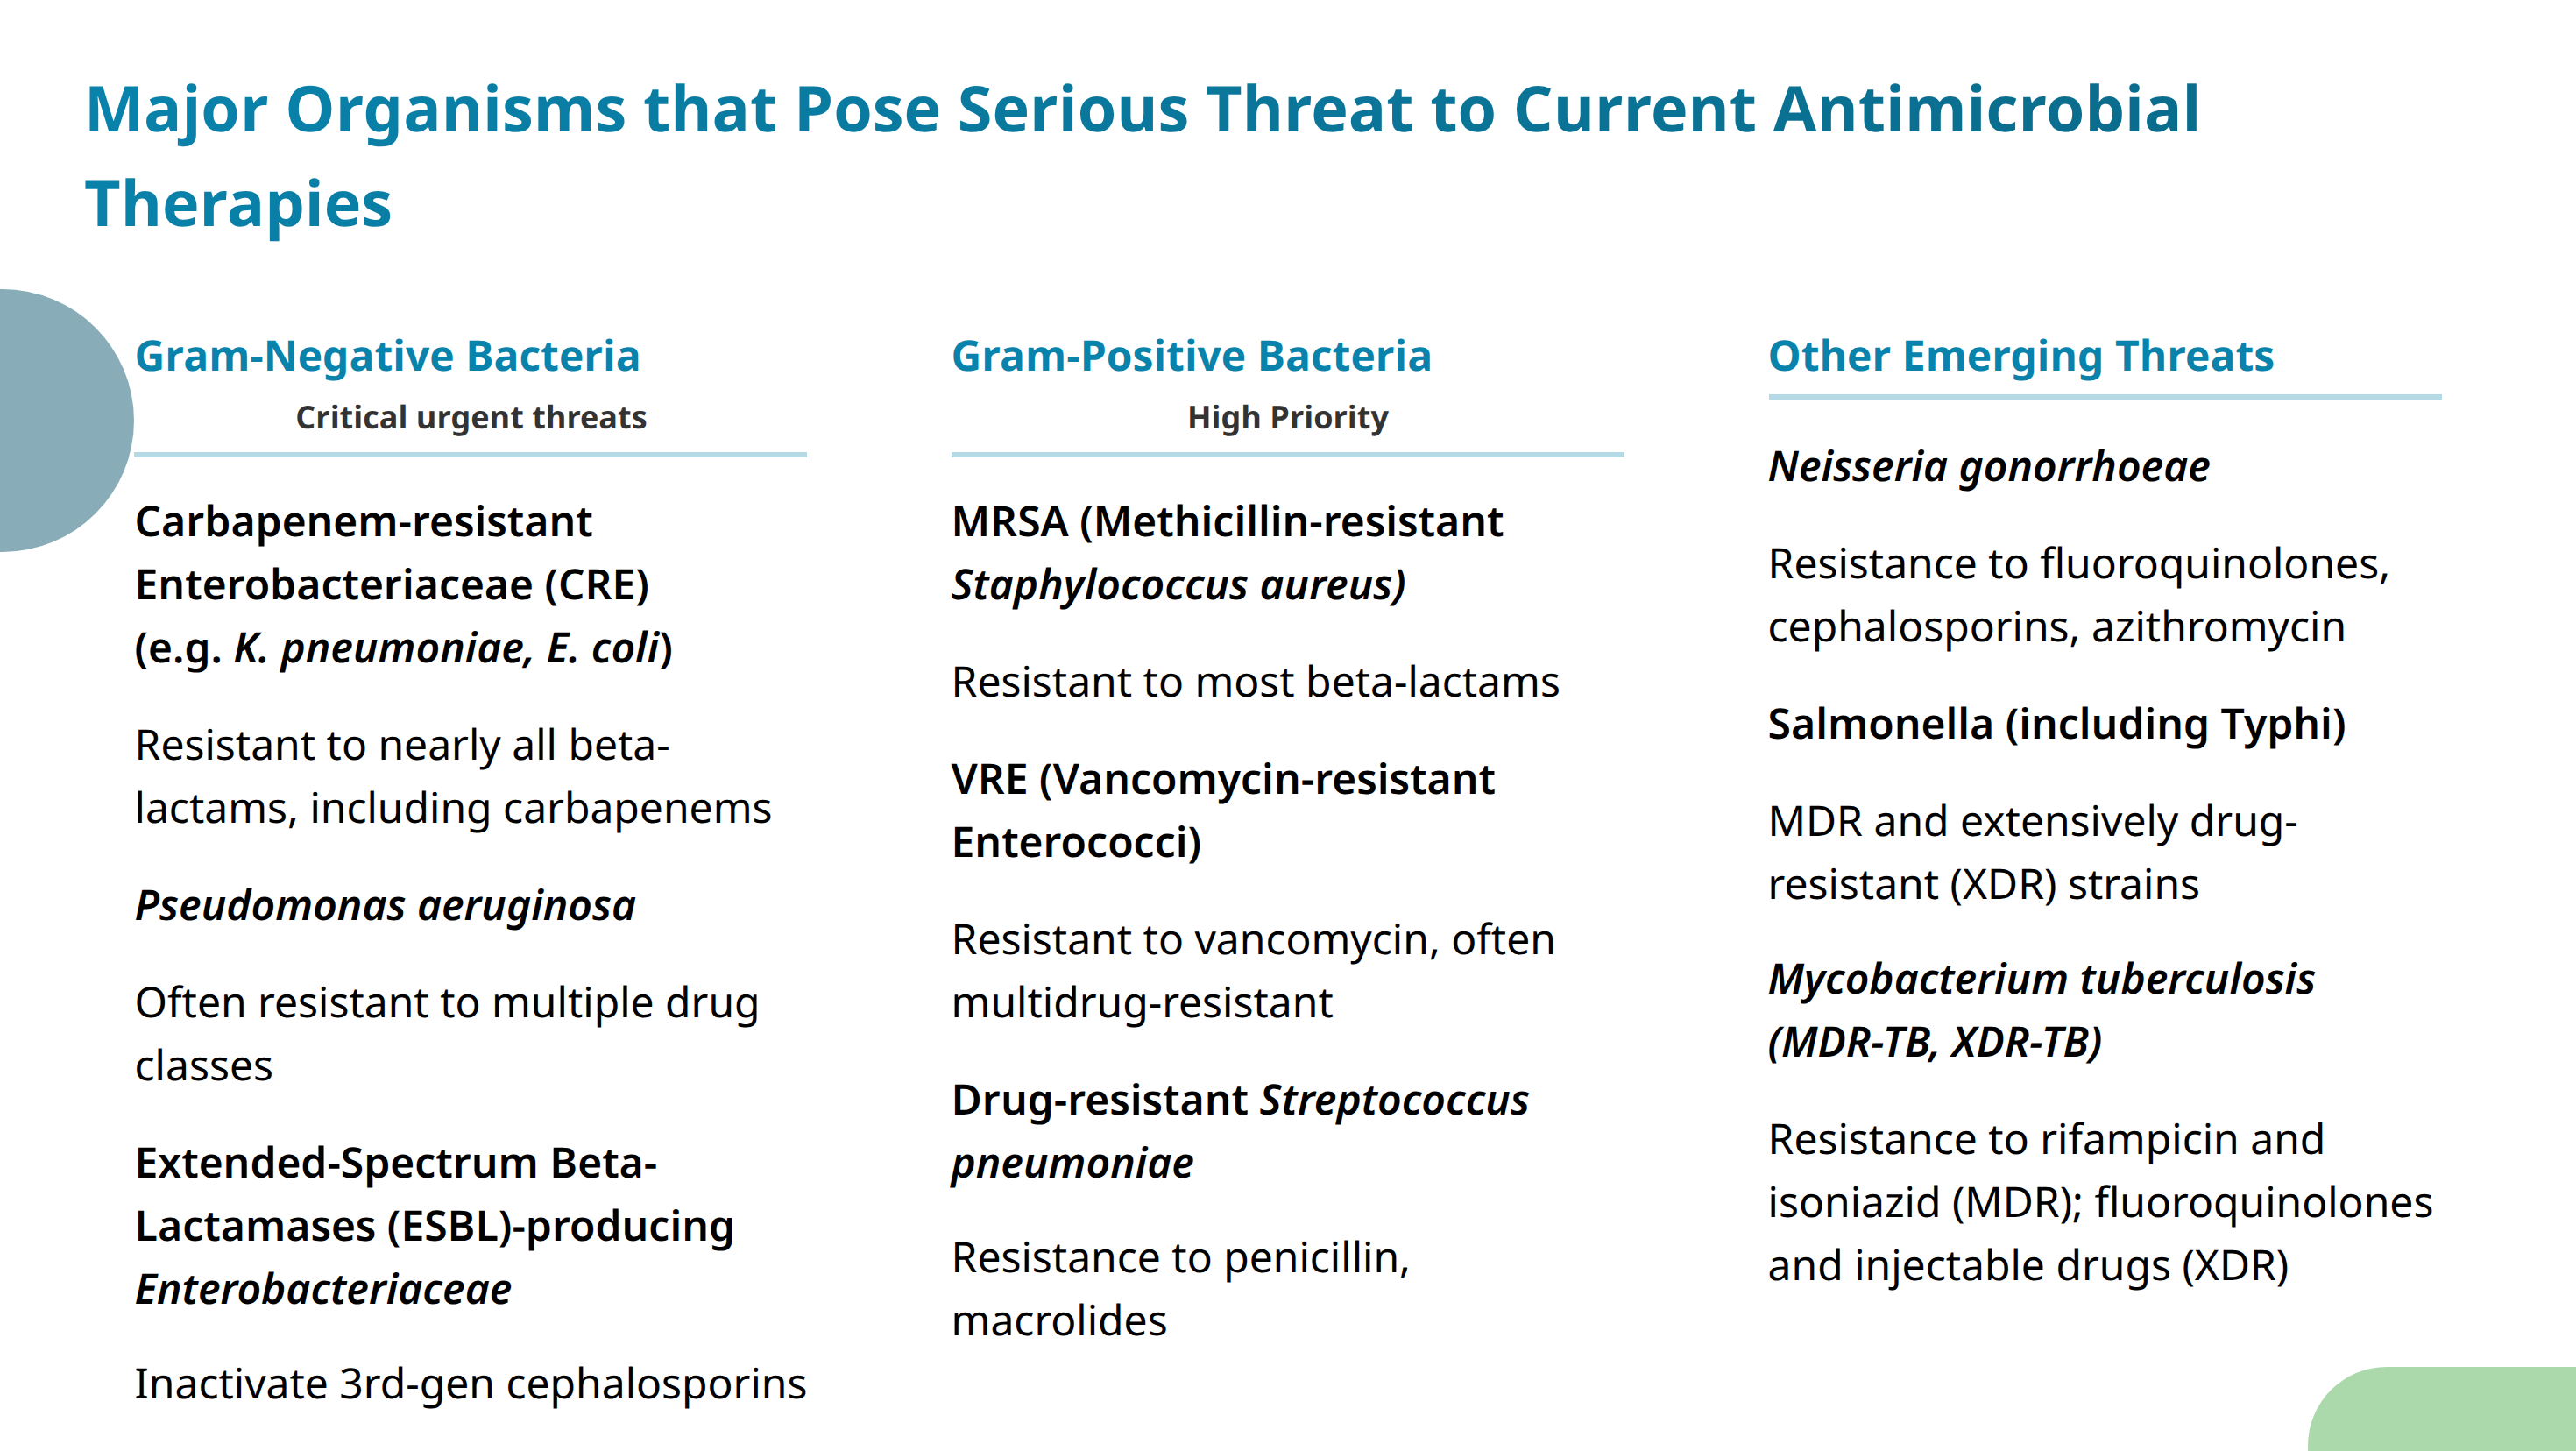 Major Organisms that Pose Serious Threat to Current Antimicrobial
Therapies
Gram-Negative Bacteria
Critical urgent threats
Carbapenem-resistant
Enterobacteriaceae (CRE)
(e.g. K. pneumoniae, E. coli)
Resistant to nearly all beta-
lactams, including carbapenems
Pseudomonas aeruginosa
Often resistant to multiple drug
classes
Extended-Spectrum Beta-
Lactamases (ESBL)-producing
Enterobacteriaceae
Inactivate 3rd-gen cephalosporins
Gram-Positive Bacteria
High Priority
MRSA (Methicillin-resistant
Staphylococcus aureus)
Resistant to most beta-lactams
VRE (Vancomycin-resistant
Enterococci)
Resistant to vancomycin, often
multidrug-resistant
Drug-resistant Streptococcus
pneumoniae
Resistance to penicillin,
macrolides
Other Emerging Threats
Neisseria gonorrhoeae
Resistance to fluoroquinolones,
cephalosporins, azithromycin
Salmonella (including Typhi)
MDR and extensively drug-
resistant (XDR) strains
Mycobacterium tuberculosis
(MDR-TB, XDR-TB)
Resistance to rifampicin and
isoniazid (MDR); fluoroquinolones
and injectable drugs (XDR)